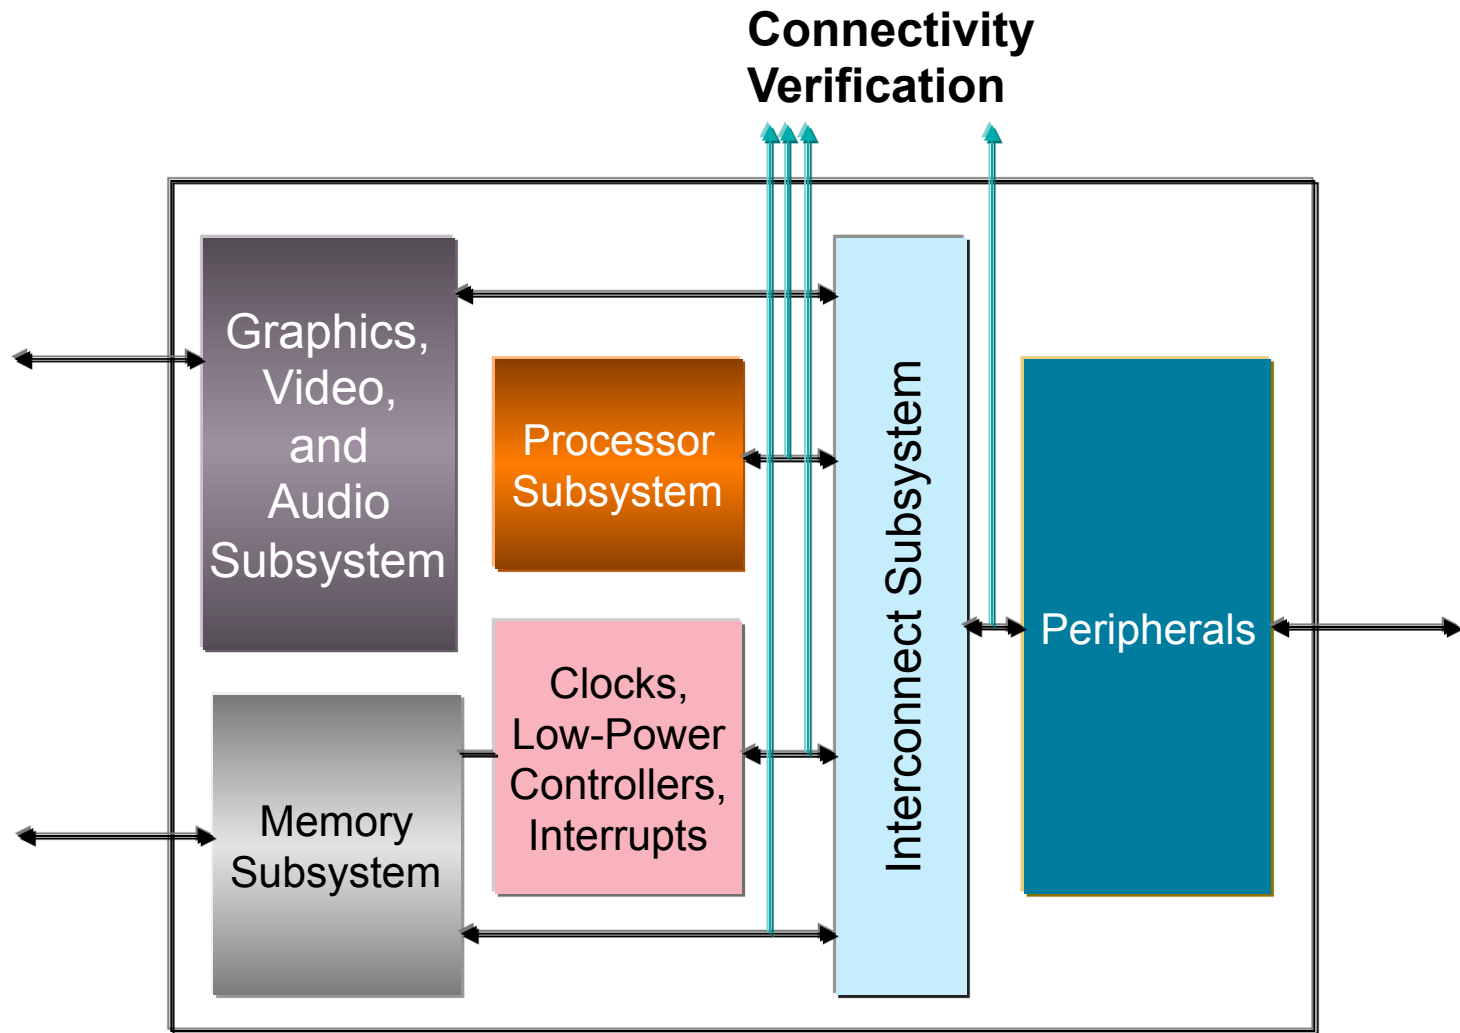 Connectivity
Verification
Graphics,
Video,
and
Audio
Subsystem
Processor
Subsystem
Clocks,
Low-Power
Controllers,
Interrupts
Memory
Subsystem
Interconnect Subsystem
Peripherals